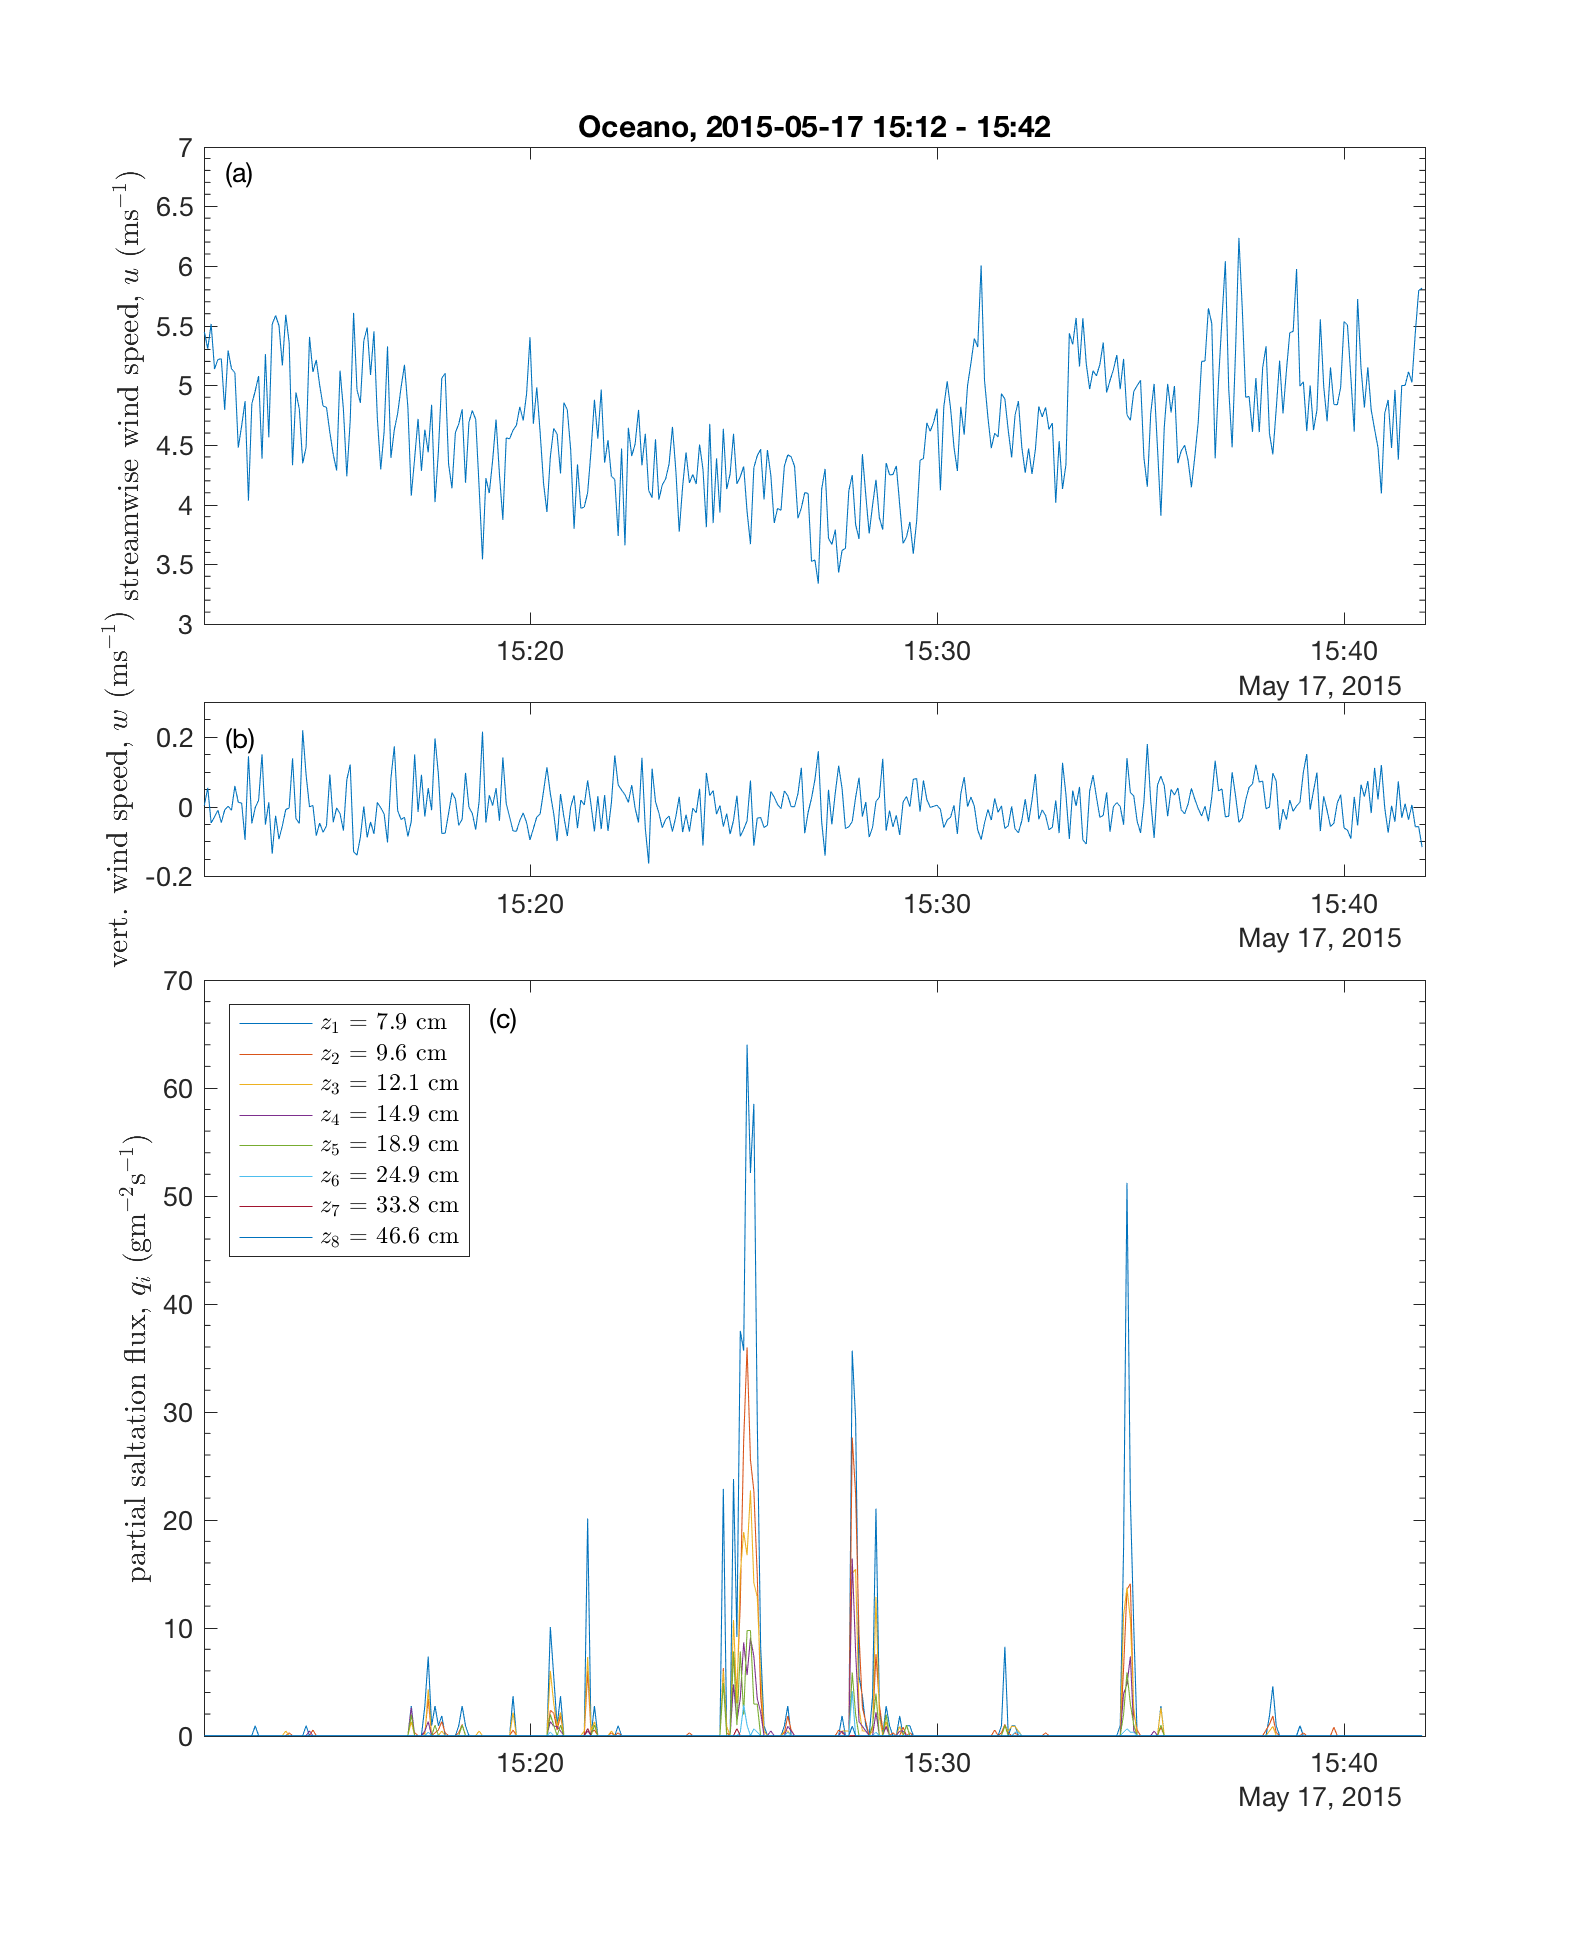 Oceano, 2015-05-17 15:12 - 15:42
(a)
streamwise wind speed, u (ms⁻¹)
7
6.5
6
5.5
5
4.5
4
3.5
3
15:20 15:30 15:40
May 17, 2015
(b)
vert. wind speed, w (ms⁻¹)
0.2
0
-0.2
15:20 15:30 15:40
May 17, 2015
(c)
partial saltation flux, qᵢ (gm⁻²s⁻¹)
70
60
50
40
30
20
10
0
z₁ = 7.9 cm
z₂ = 9.6 cm
z₃ = 12.1 cm
z₄ = 14.9 cm
z₅ = 18.9 cm
z₆ = 24.9 cm
z₇ = 33.8 cm
z₈ = 46.6 cm
15:20 15:30 15:40
May 17, 2015